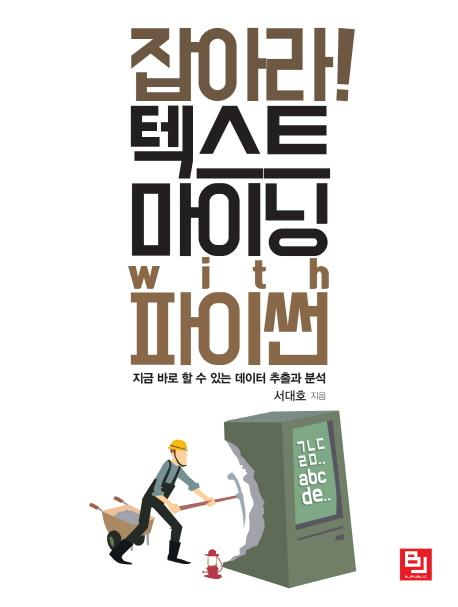 잡아라!
텍스트
마이닝
with
파이썬
지금 바로 할 수 있는 데이터 추출과 분석
서대호 지음
ㄱㄴㄷ
ㄹㅁ..
abc
de..
BJ
BJPUBLIC